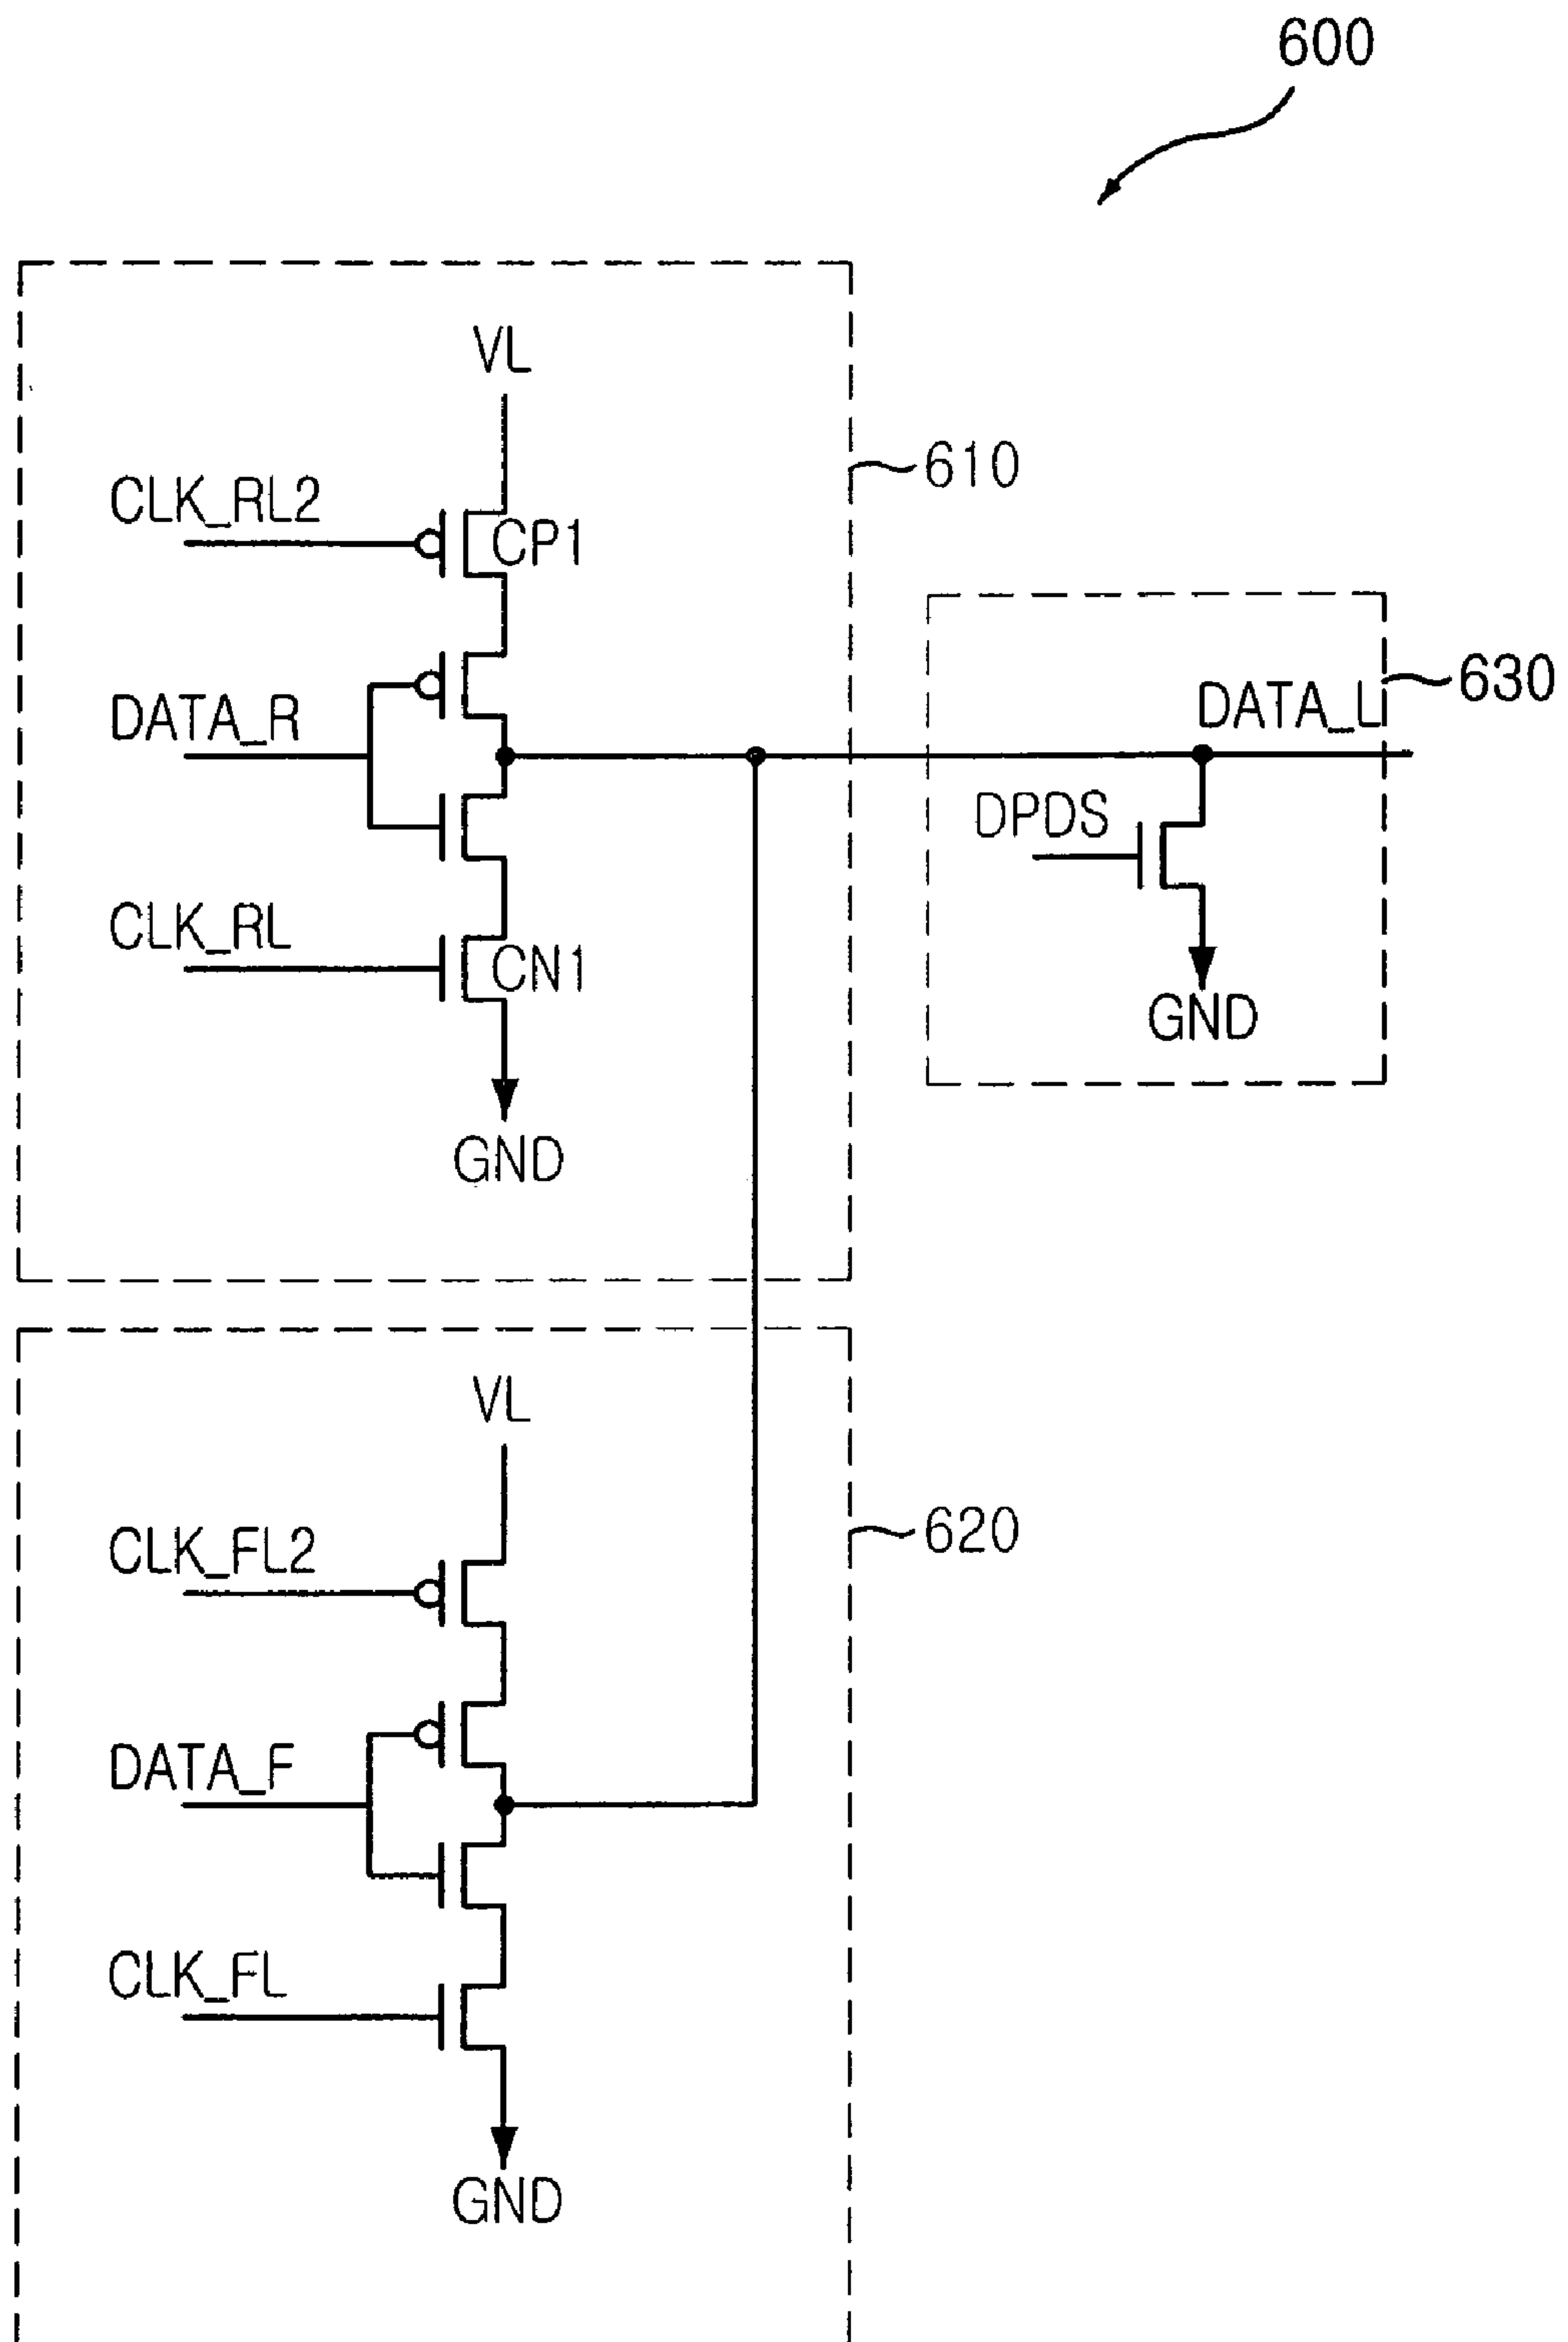 600
VL
610
CLK_RL2
CP1
630
DATA_R
DATA_L
DPDS
CLK_RL
CN1
GND
GND
VL
620
CLK_FL2
DATA_F
CLK_FL
GND